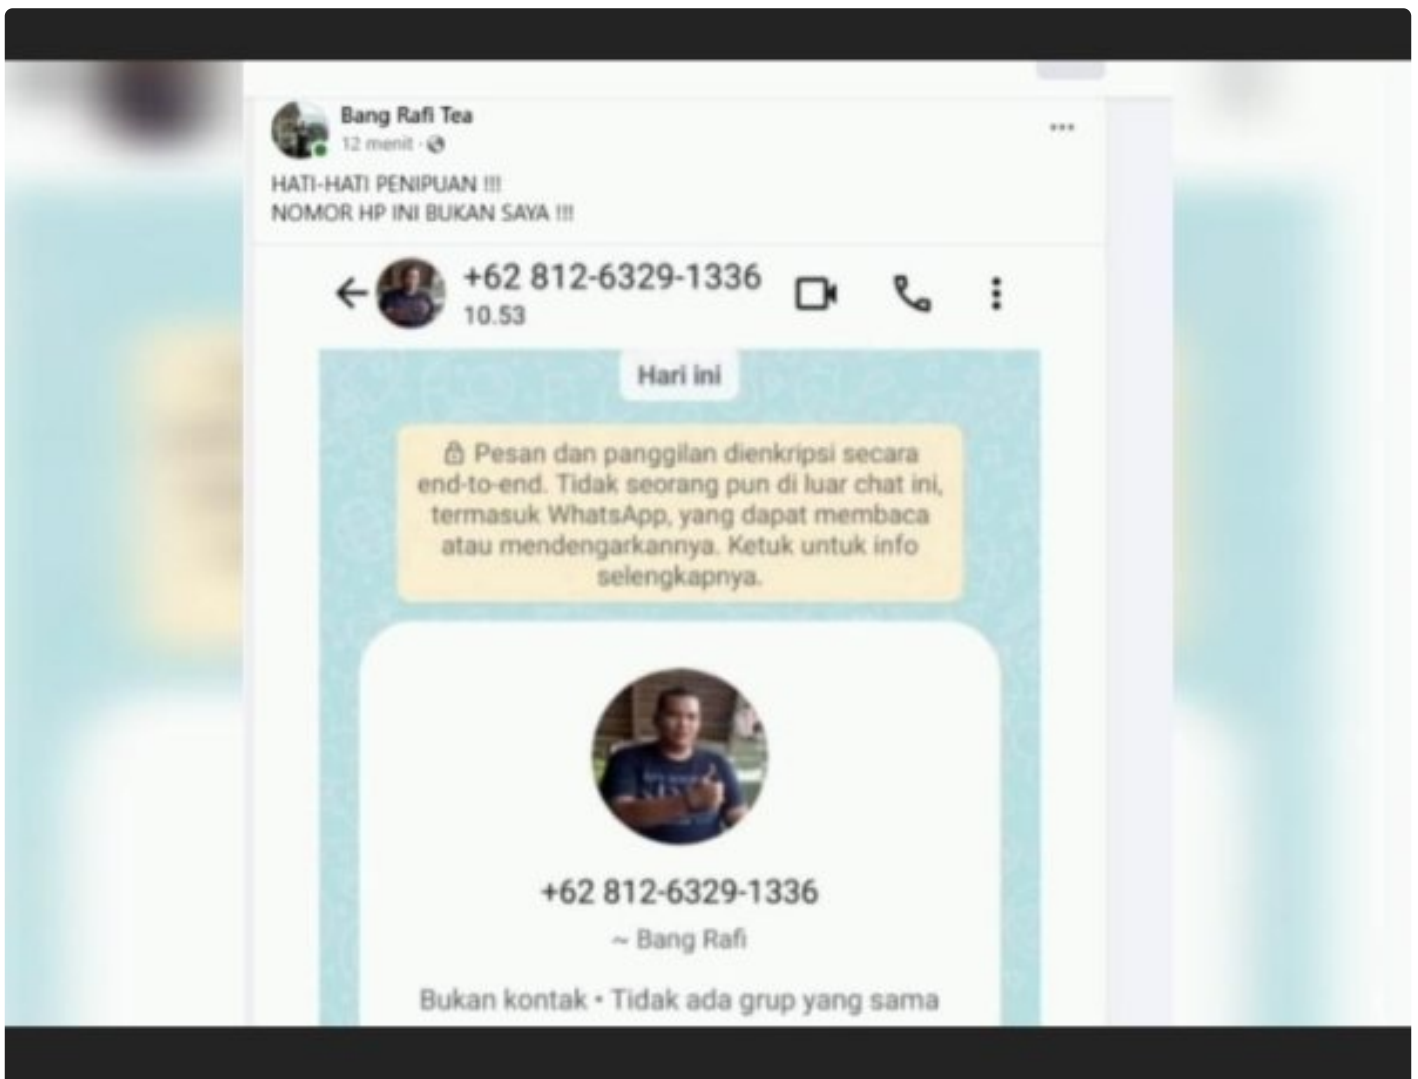 Bang Rafi Tea
12 menit ·
HATI-HATI PENIPUAN !!!
NOMOR HP INI BUKAN SAYA !!!
+62 812-6329-1336
10.53
Hari ini
Pesan dan panggilan dienkripsi secara
end-to-end. Tidak seorang pun di luar chat ini,
termasuk WhatsApp, yang dapat membaca
atau mendengarkannya. Ketuk untuk info
selengkapnya.
+62 812-6329-1336
~ Bang Rafi
Bukan kontak • Tidak ada grup yang sama